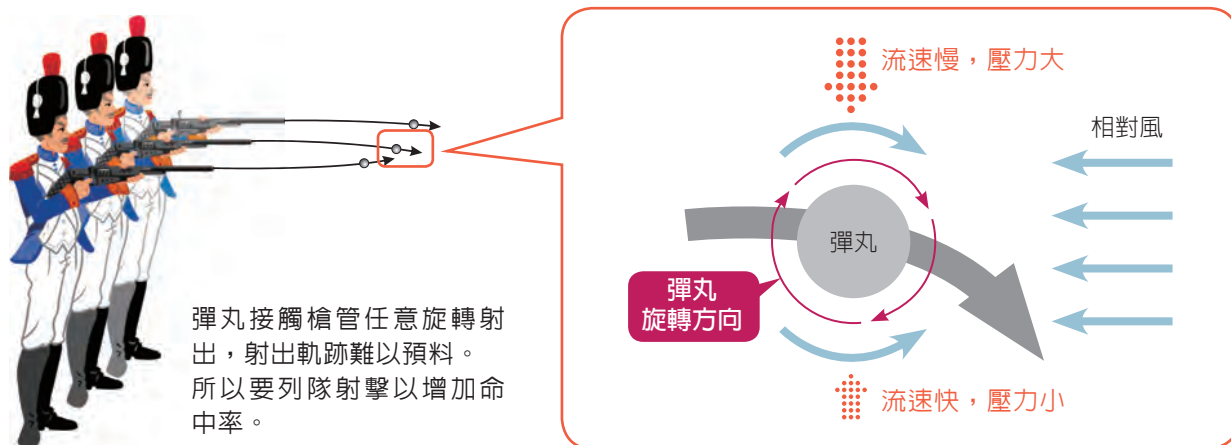 流速慢，壓力大
相對風
彈丸
彈丸
旋轉方向
流速快，壓力小
彈丸接觸槍管任意旋轉射
出，射出軌跡難以預料。
所以要列隊射擊以增加命
中率。